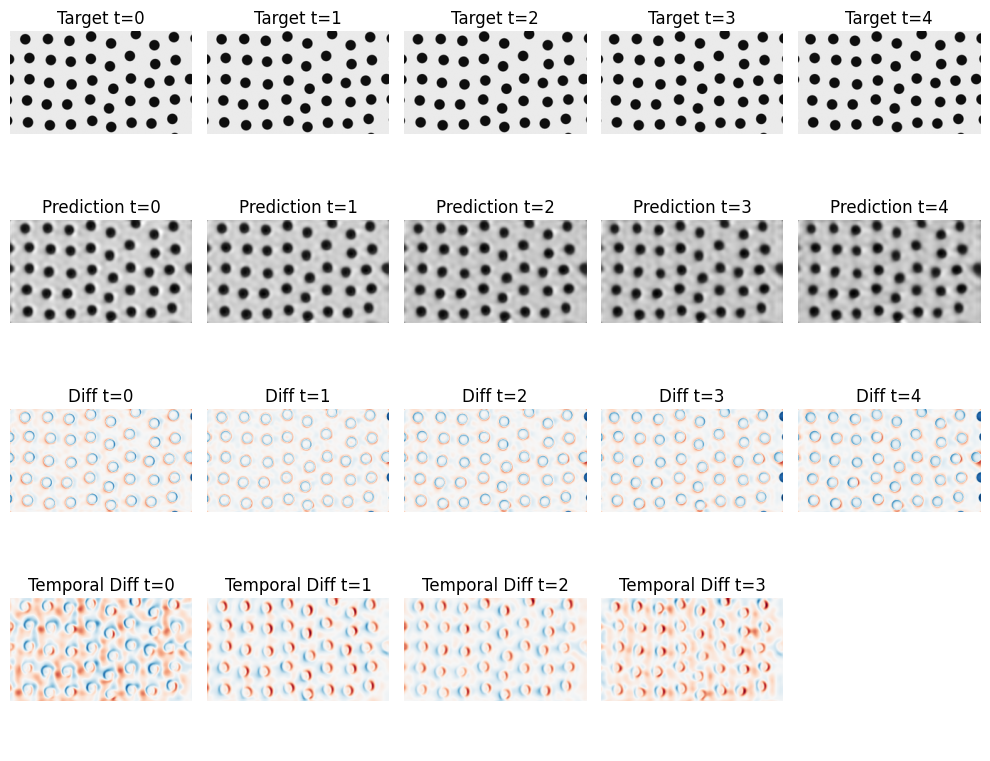 Target t=0 Target t=1 Target t=2 Target t=3 Target t=4
Prediction t=0 Prediction t=1 Prediction t=2 Prediction t=3 Prediction t=4
Diff t=0 Diff t=1 Diff t=2 Diff t=3 Diff t=4
Temporal Diff t=0 Temporal Diff t=1 Temporal Diff t=2 Temporal Diff t=3